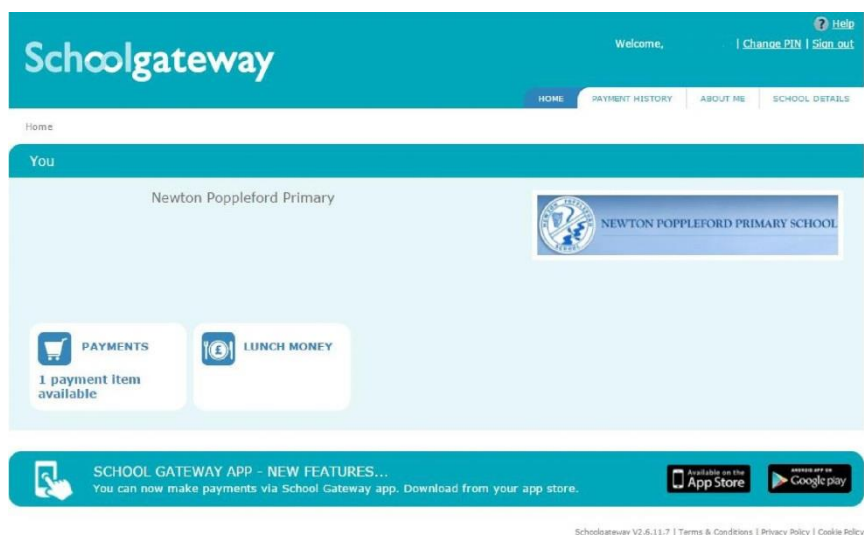 Help
Welcome, | Change PIN | Sign out
Schoolgateway
HOME PAYMENT HISTORY ABOUT ME SCHOOL DETAILS
Home
You
Newton Poppleford Primary
NEWTON POPPLEFORD PRIMARY SCHOOL
PAYMENTS
1 payment item
available
LUNCH MONEY
SCHOOL GATEWAY APP - NEW FEATURES...
You can now make payments via School Gateway app. Download from your app store.
Available on the
App Store
ANDROID APP ON
Google play
Schoolgateway V2.6.11.7 | Terms & Conditions | Privacy Policy | Cookie Policy